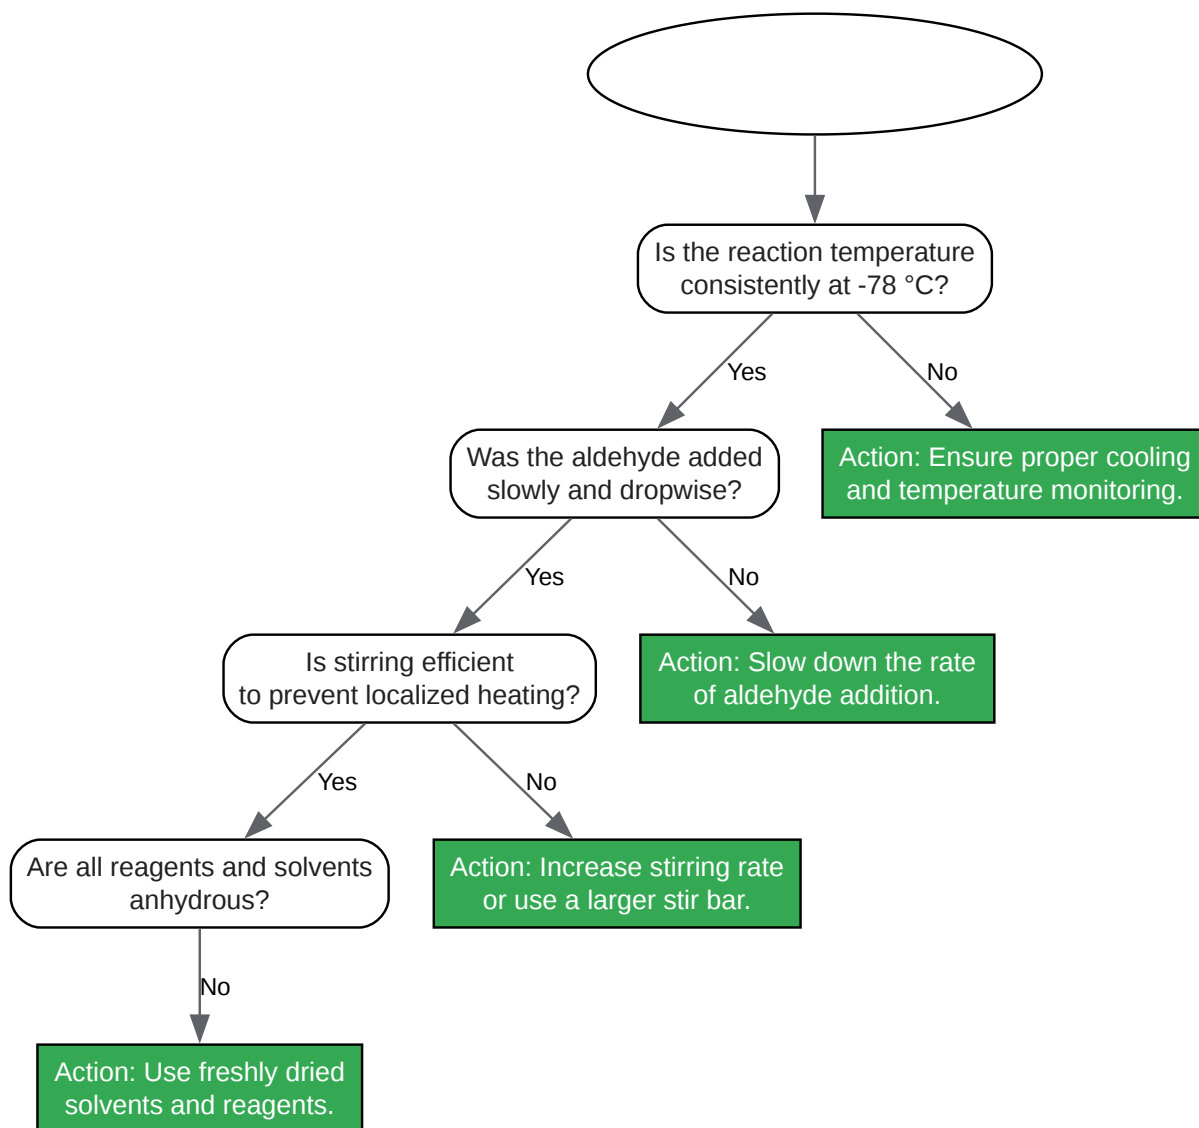 Is the reaction temperature
consistently at -78 °C?
Yes
No
Was the aldehyde added
slowly and dropwise?
Action: Ensure proper cooling
and temperature monitoring.
Yes
No
Is stirring efficient
to prevent localized heating?
Action: Slow down the rate
of aldehyde addition.
Yes
No
Are all reagents and solvents
anhydrous?
Action: Increase stirring rate
or use a larger stir bar.
No
Action: Use freshly dried
solvents and reagents.